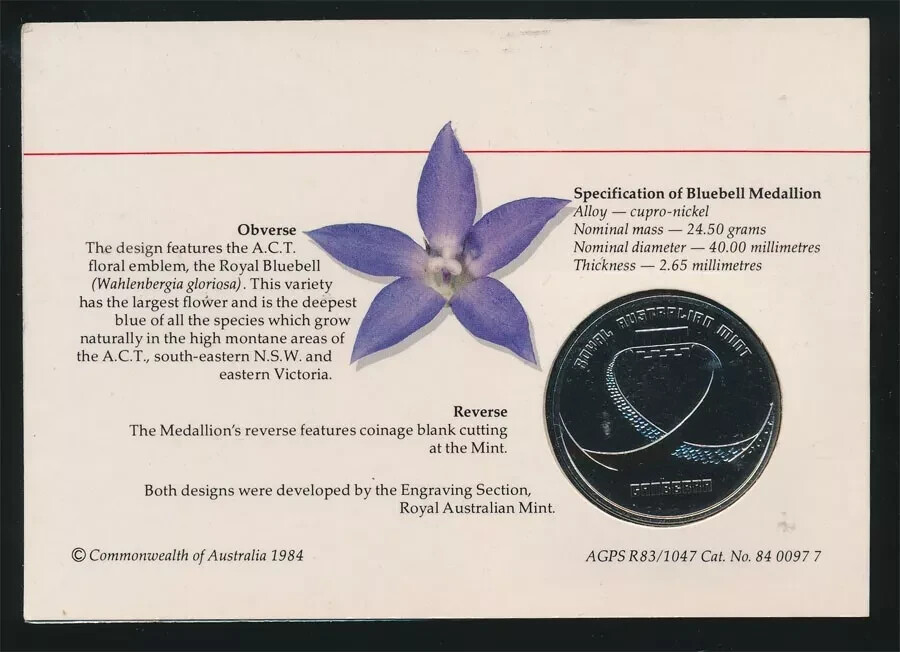 Specification of Bluebell Medallion
Alloy — cupro-nickel
Nominal mass — 24.50 grams
Nominal diameter — 40.00 millimetres
Thickness — 2.65 millimetres
Obverse
The design features the A.C.T.
floral emblem, the Royal Bluebell
(Wahlenbergia gloriosa). This variety
has the largest flower and is the deepest
blue of all the species which grow
naturally in the high montane areas of
the A.C.T., south-eastern N.S.W. and
eastern Victoria.
ROYAL AUSTRALIAN MINT
CANBERRA
Reverse
The Medallion's reverse features coinage blank cutting
at the Mint.
Both designs were developed by the Engraving Section,
Royal Australian Mint.
© Commonwealth of Australia 1984
AGPS R83/1047 Cat. No. 84 0097 7